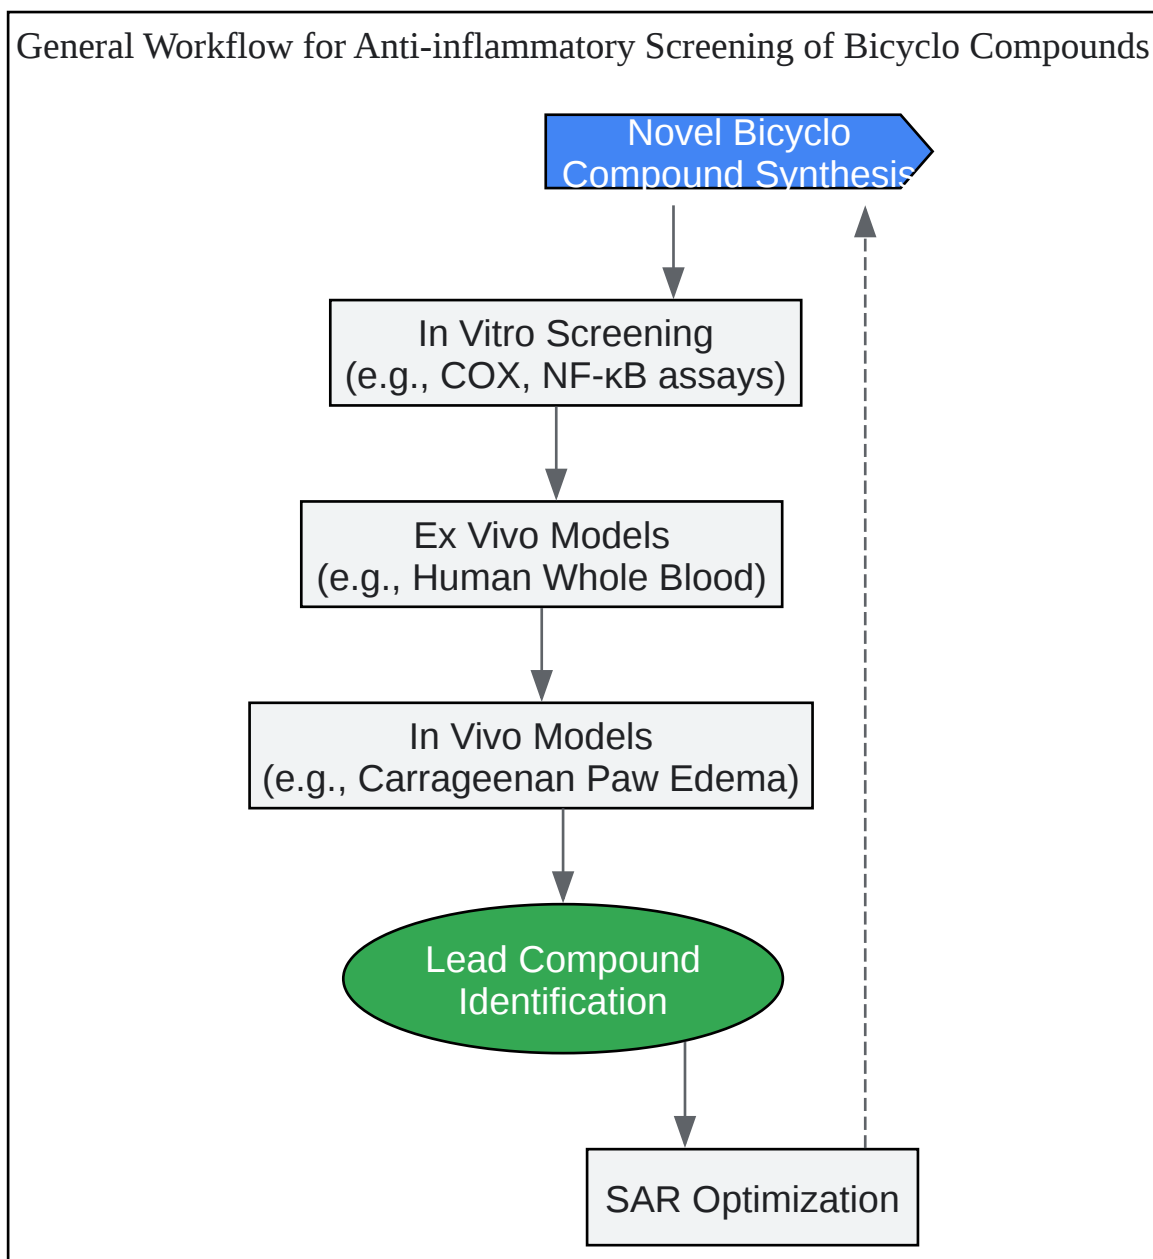 General Workflow for Anti-inflammatory Screening of Bicyclo Compounds
Novel Bicyclo
Compound Synthesis
In Vitro Screening
(e.g., COX, NF-κB assays)
Ex Vivo Models
(e.g., Human Whole Blood)
In Vivo Models
(e.g., Carrageenan Paw Edema)
Lead Compound
Identification
SAR Optimization